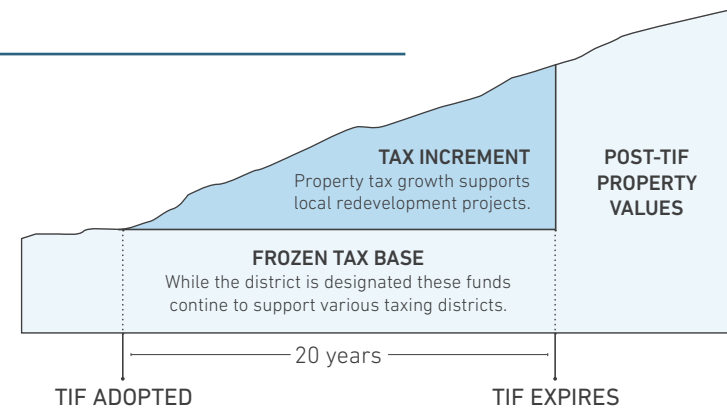 TAX INCREMENT
Property tax growth supports
local redevelopment projects.
POST-TIF
PROPERTY
VALUES
FROZEN TAX BASE
While the district is designated these funds
contine to support various taxing districts.
20 years
TIF ADOPTED
TIF EXPIRES